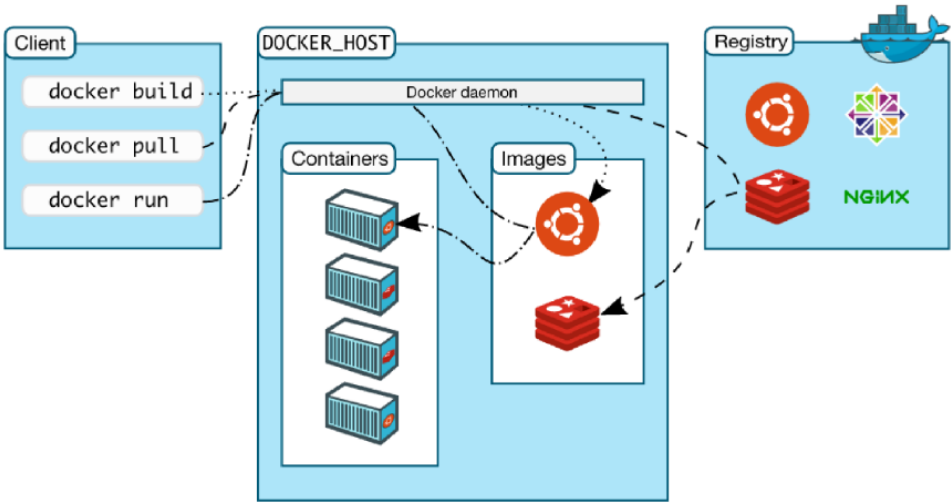 Client
docker build
docker pull
docker run
DOCKER_HOST
Docker daemon
Containers
Images
Registry
NGiNX